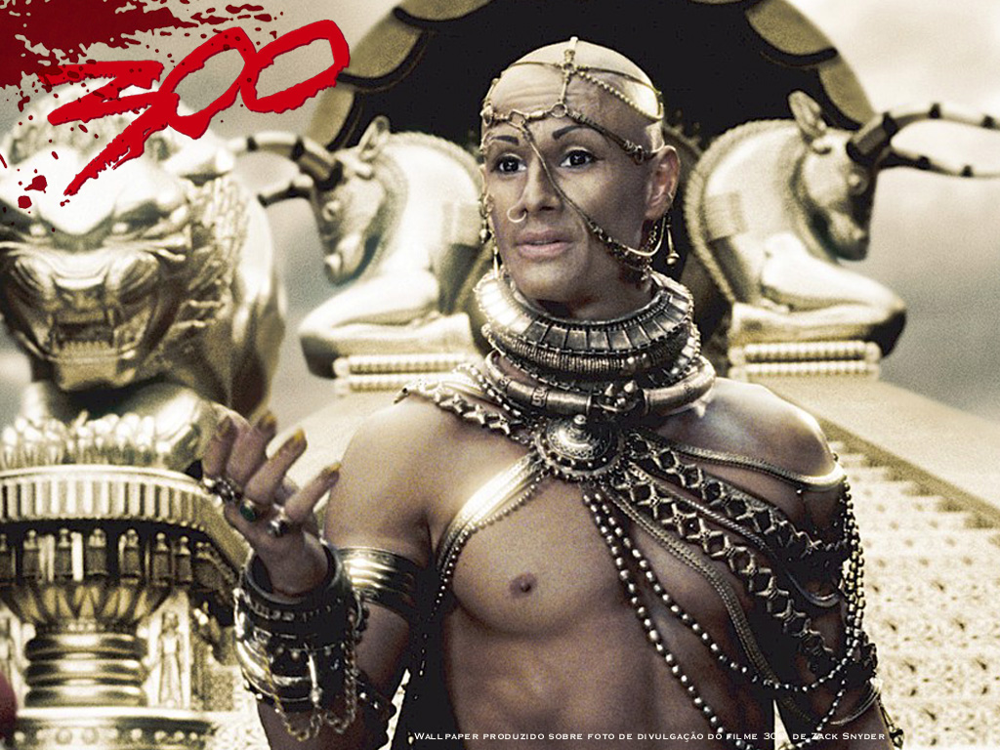 300
Wallpaper produzido sobre foto de divulgação do filme 300 de Zack Snyder